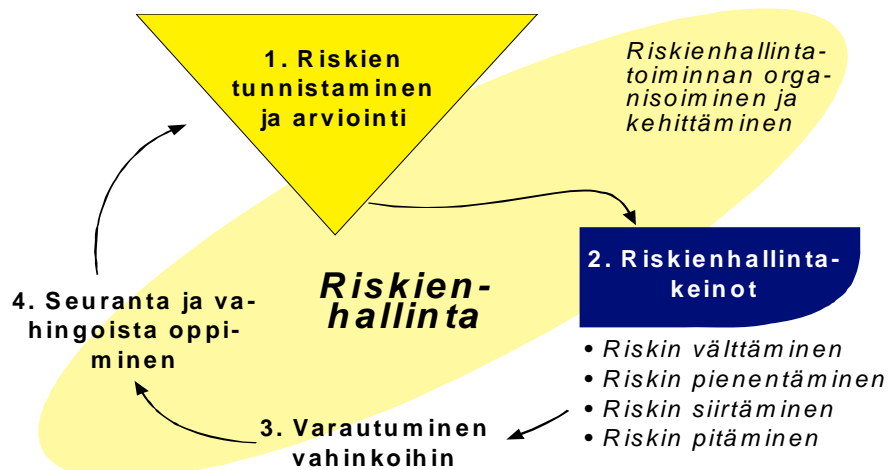 1. Riskien
tunnistaminen
ja arviointi
Riskienhallinta-
toiminnan orga-
nisoiminen ja
kehittäminen
2. Riskienhallinta-
keinot
• Riskin välttäminen
• Riskin pienentäminen
• Riskin siirtäminen
• Riskin pitäminen
3. Varautuminen
vahinkoihin
4. Seuranta ja va-
hingoista oppi-
minen
Riskien-
hallinta